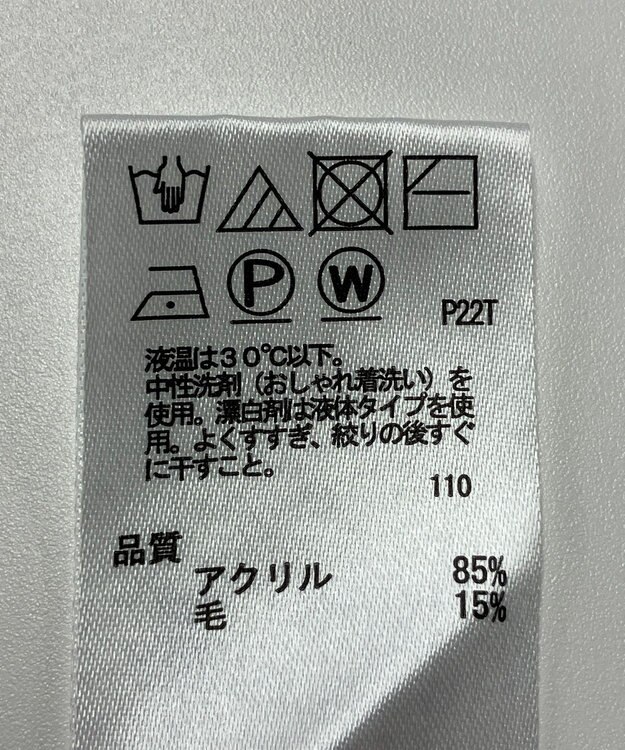 P W
P22T
液温は30℃以下。
中性洗剤(おしゃれ着洗い)を
使用。漂白剤は液体タイプを使
用。よくすすぎ、絞りの後すぐ
に干すこと。
110
品質
アクリル 85%
毛 15%